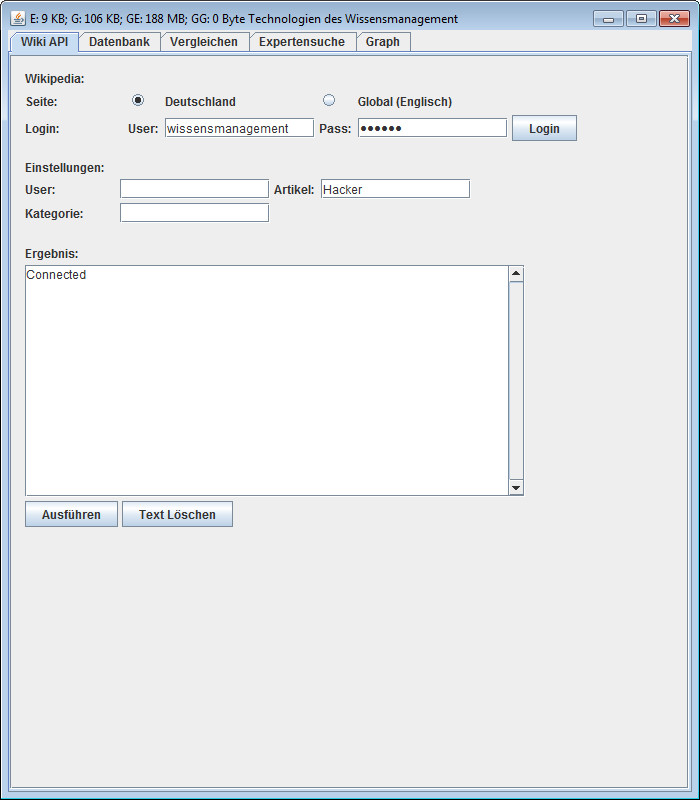 E: 9 KB; G: 106 KB; GE: 188 MB; GG: 0 Byte Technologien des Wissensmanagement
Wiki API Datenbank Vergleichen Expertensuche Graph
Wikipedia:
Seite: Deutschland Global (Englisch)
Login: User: wissensmanagement Pass: ●●●●●● Login
Einstellungen:
User: Artikel: Hacker
Kategorie:
Ergebnis:
Connected
Ausführen Text Löschen